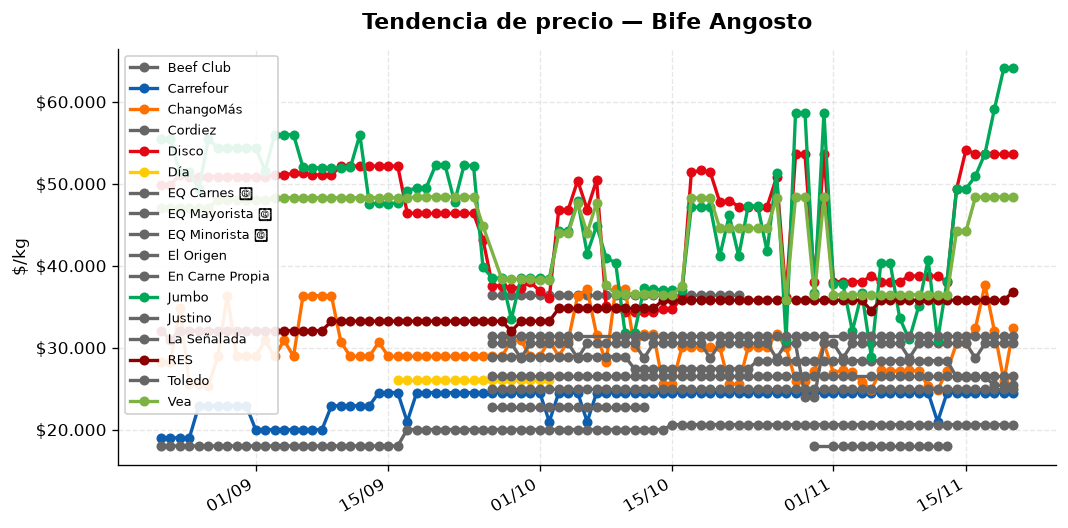 Tendencia de precio — Bife Angosto
$/kg
$60.000
$50.000
$40.000
$30.000
$20.000
Beef Club
Carrefour
ChangoMás
Cordiez
Disco
Día
EQ Carnes
EQ Mayorista
EQ Minorista
El Origen
En Carne Propia
Jumbo
Justino
La Señalada
RES
Toledo
Vea
01/09
15/09
01/10
15/10
01/11
15/11